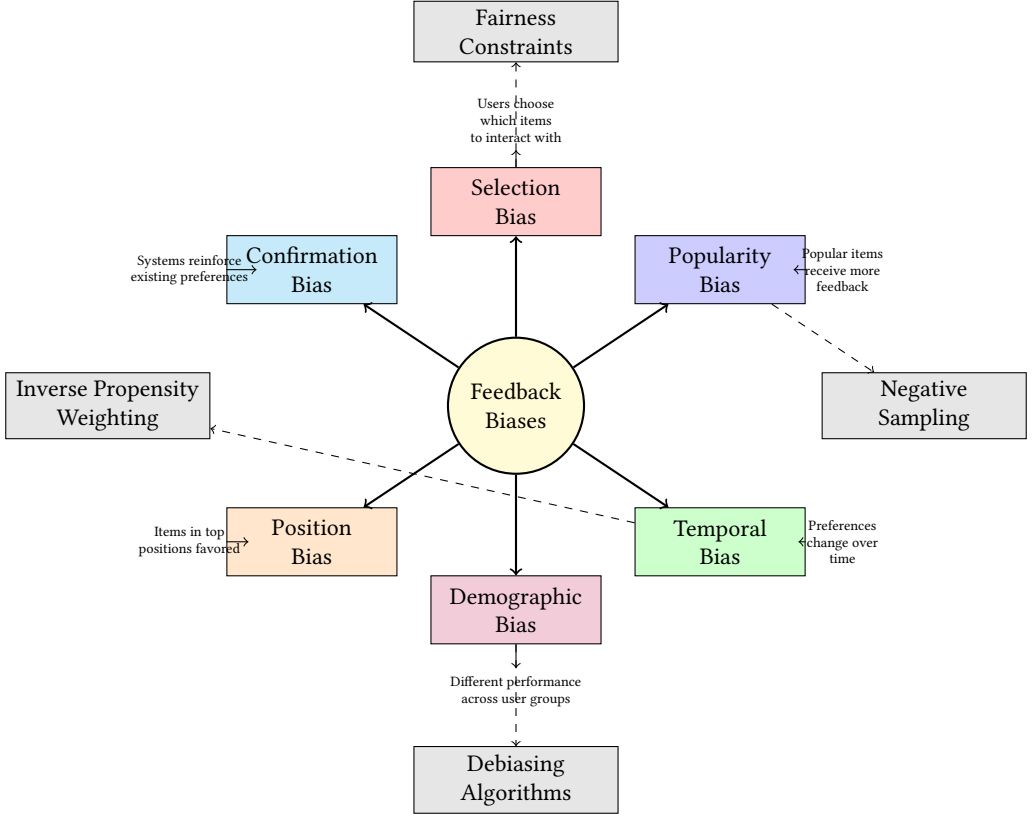 Fairness
Constraints
Users choose
which items
to interact with
Selection
Bias
Systems reinforce
existing preferences
Confirmation
Bias
Popularity
Bias
Popular items
receive more
feedback
Inverse Propensity
Weighting
Feedback
Biases
Negative
Sampling
Items in top
positions favored
Position
Bias
Temporal
Bias
Preferences
change over
time
Demographic
Bias
Different performance
across user groups
Debiasing
Algorithms